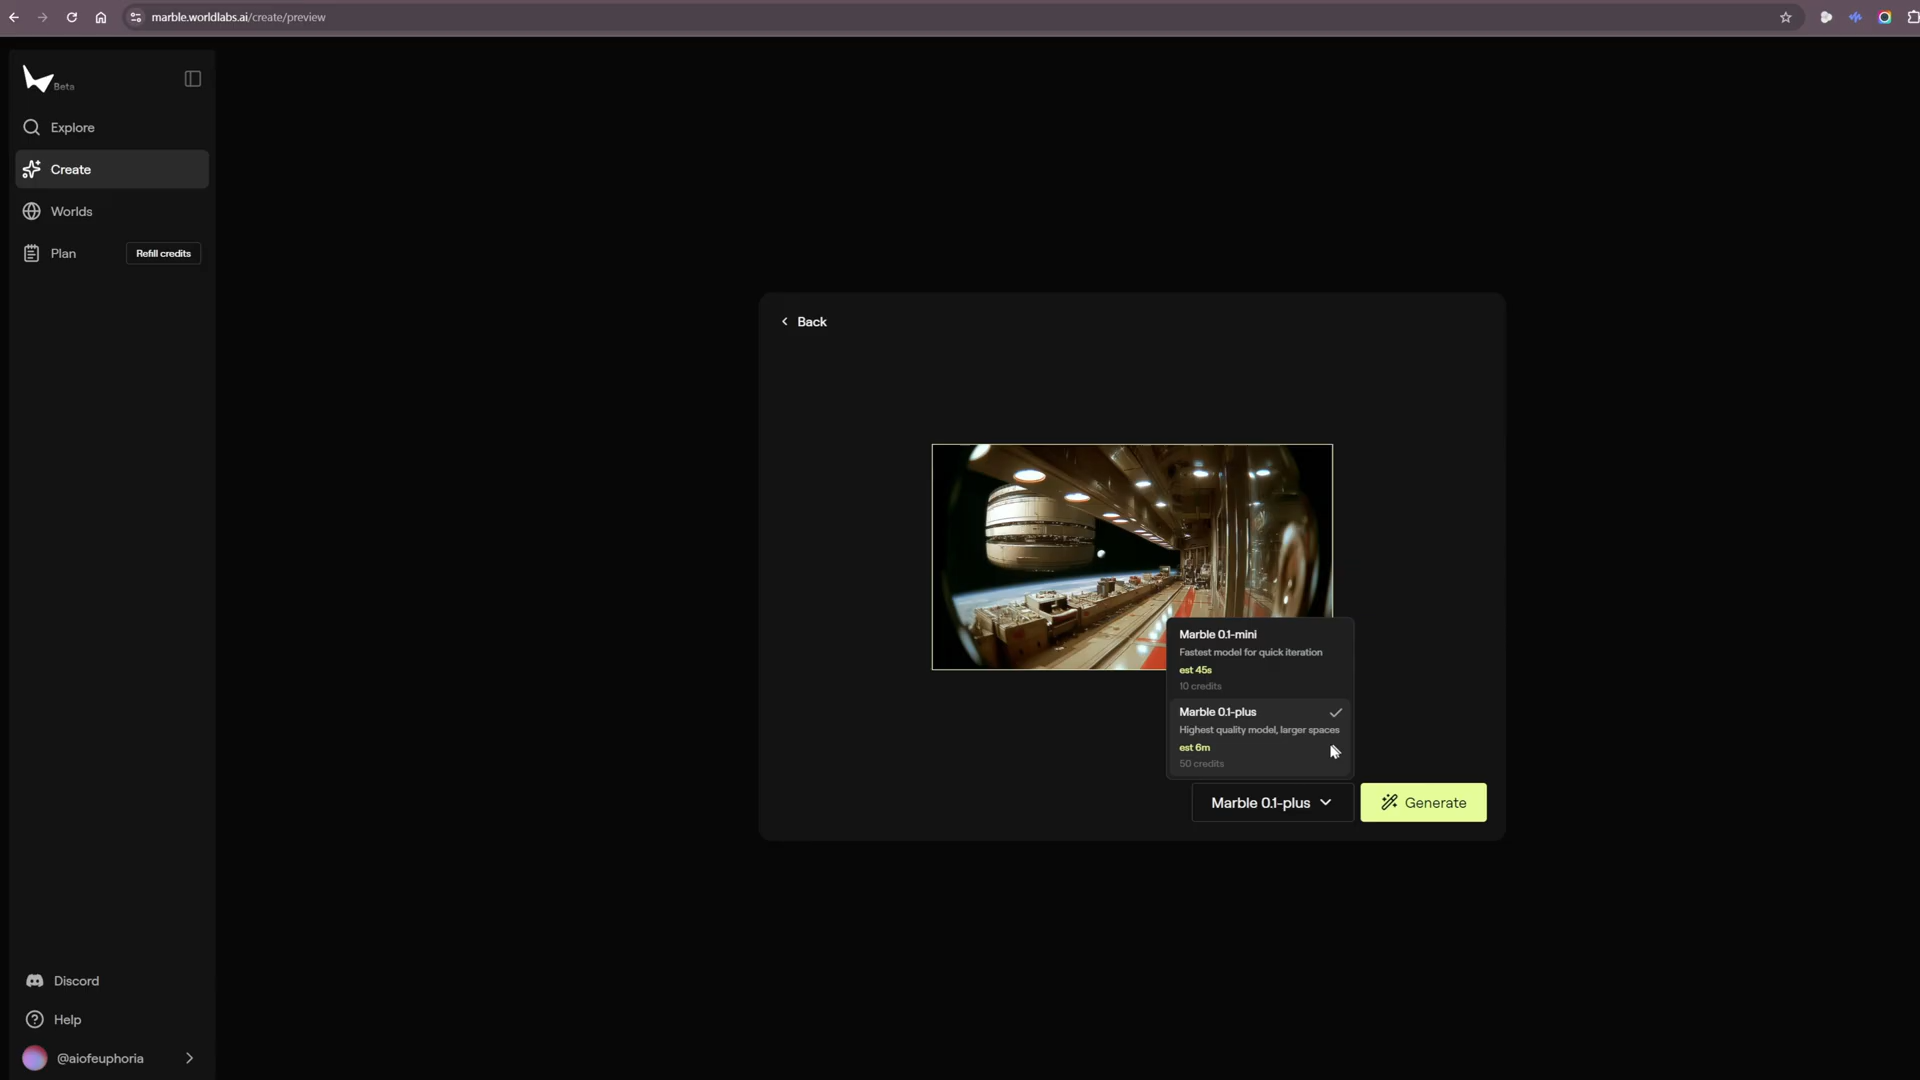 marble.worldlabs.ai/create/preview
Beta
Explore
Create
Worlds
Plan
Refill credits
Back
Marble 0.1-mini
Fastest model for quick iteration
est 45s
10 credits
Marble 0.1-plus
Highest quality model, larger spaces
est 6m
50 credits
Marble 0.1-plus
Generate
Discord
Help
@aiofeuphoria